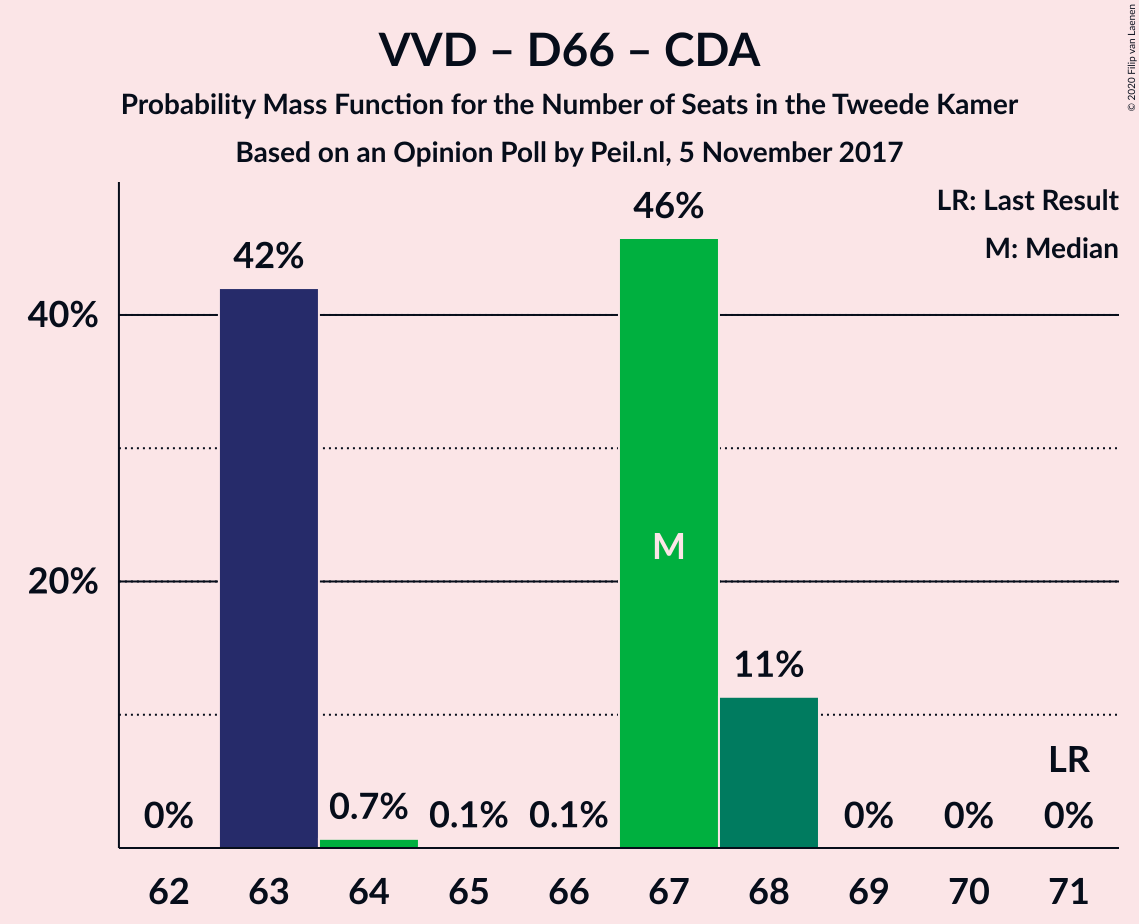 VVD – D66 – CDA
Probability Mass Function for the Number of Seats in the Tweede Kamer
Based on an Opinion Poll by Peil.nl, 5 November 2017
© 2020 Filip van Laenen
LR: Last Result
M: Median
40%
20%
0%
42%
0.7%
0.1%
0.1%
46%
M
11%
0%
0%
LR
0%
62 63 64 65 66 67 68 69 70 71